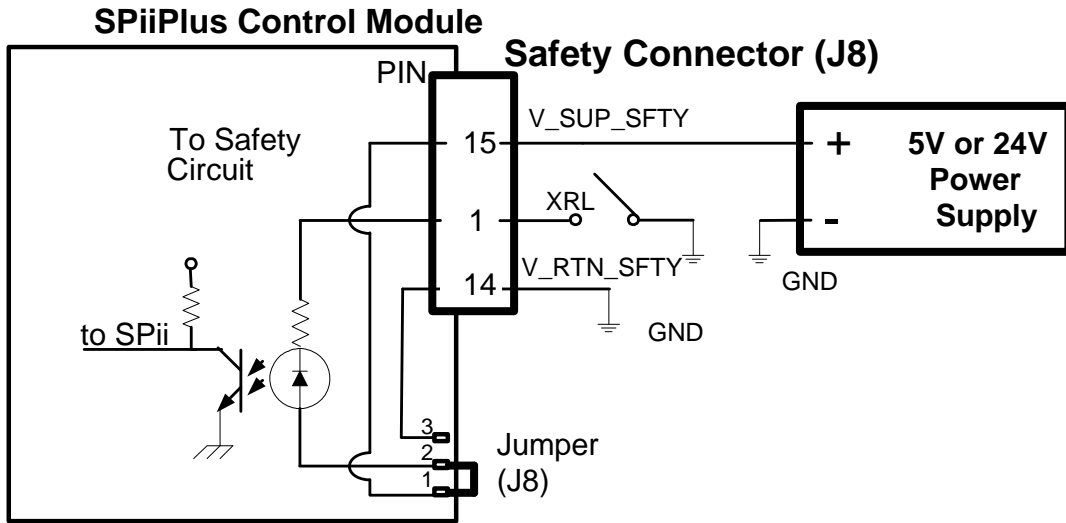 SPiiPlus Control Module
Safety Connector (J8)
PIN
To Safety
Circuit
15
V_SUP_SFTY
+
5V or 24V
Power
Supply
1
XRL
-
GND
14
V_RTN_SFTY
GND
to SPii
3
2
1
Jumper
(J8)